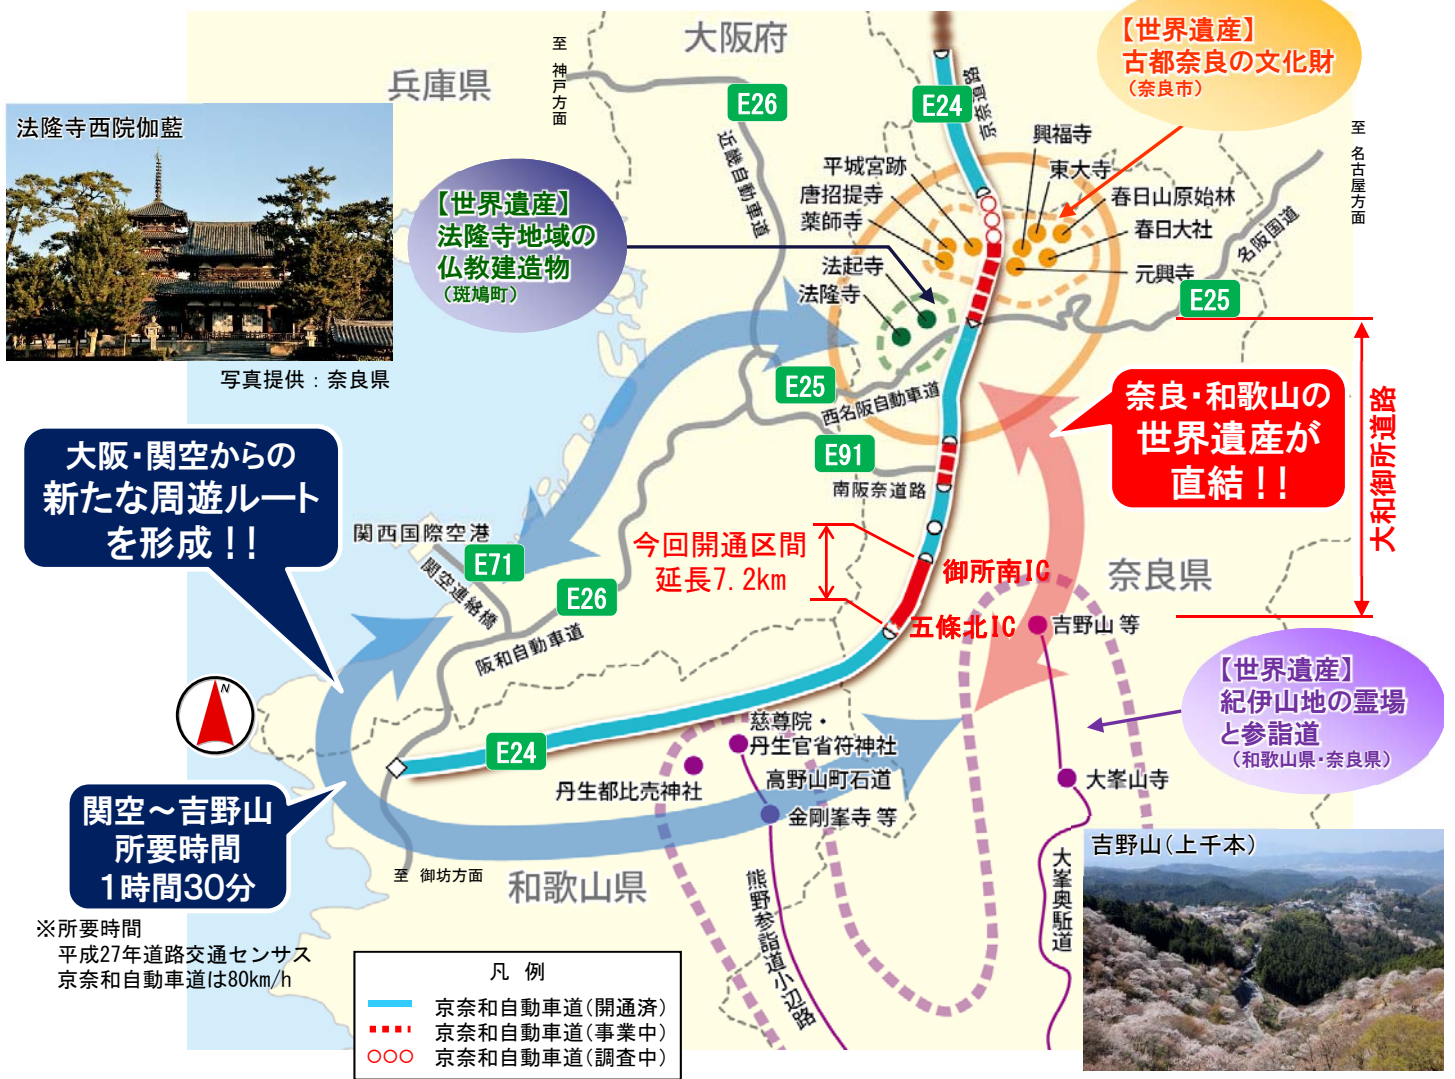 大阪府
兵庫県
至 神戸方面
E26
E24
京奈道路
【世界遺産】
古都奈良の文化財
(奈良市)
至 名古屋方面
法隆寺西院伽藍
写真提供：奈良県
【世界遺産】
法隆寺地域の
仏教建造物
(斑鳩町)
近畿自動車道
平城宮跡
唐招提寺
薬師寺
法起寺
法隆寺
興福寺
東大寺
春日山原始林
春日大社
元興寺
名阪国道
E25
E25
西名阪自動車道
E91
南阪奈道路
奈良・和歌山の
世界遺産が
直結！！
大和御所道路
大阪・関空からの
新たな周遊ルート
を形成！！
関西国際空港
E71
関空連絡橋
E26
阪和自動車道
今回開通区間
延長7.2km
御所南IC
五條北IC
奈良県
吉野山 等
【世界遺産】
紀伊山地の霊場
と参詣道
(和歌山県・奈良県)
N
E24
慈尊院・
丹生官省符神社
丹生都比売神社
高野山町石道
金剛峯寺 等
大峯山寺
関空～吉野山
所要時間
1時間30分
※所要時間
平成27年道路交通センサス
京奈和自動車道は80km/h
至 御坊方面
和歌山県
熊野参詣道小辺路
大峯奥駈道
吉野山(上千本)
凡 例
京奈和自動車道(開通済)
京奈和自動車道(事業中)
京奈和自動車道(調査中)